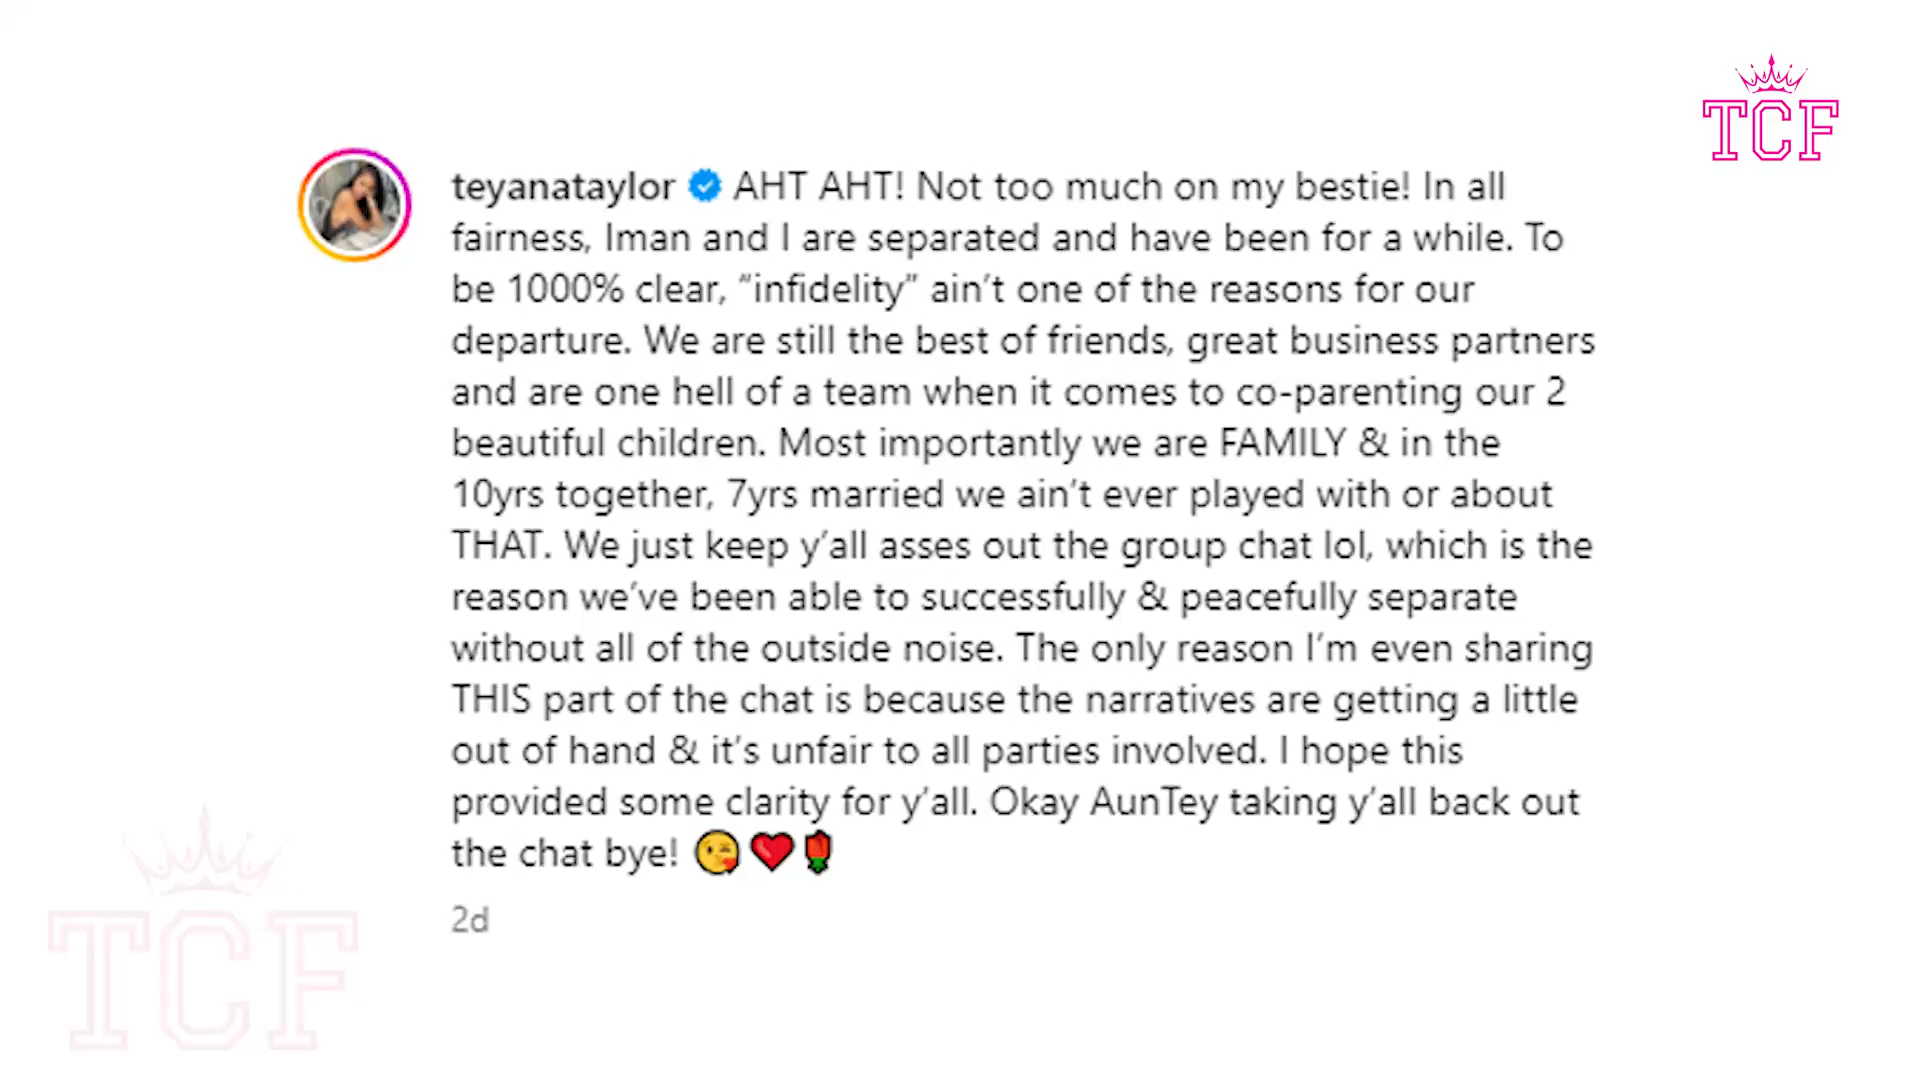 TCF
teyanataylor AHT AHT! Not too much on my bestie! In all
fairness, Iman and I are separated and have been for a while. To
be 1000% clear, “infidelity” ain’t one of the reasons for our
departure. We are still the best of friends, great business partners
and are one hell of a team when it comes to co-parenting our 2
beautiful children. Most importantly we are FAMILY & in the
10yrs together, 7yrs married we ain’t ever played with or about
THAT. We just keep y’all asses out the group chat lol, which is the
reason we’ve been able to successfully & peacefully separate
without all of the outside noise. The only reason I’m even sharing
THIS part of the chat is because the narratives are getting a little
out of hand & it’s unfair to all parties involved. I hope this
provided some clarity for y’all. Okay AunTey taking y’all back out
the chat bye! 😘❤️🌹
2d
TCF